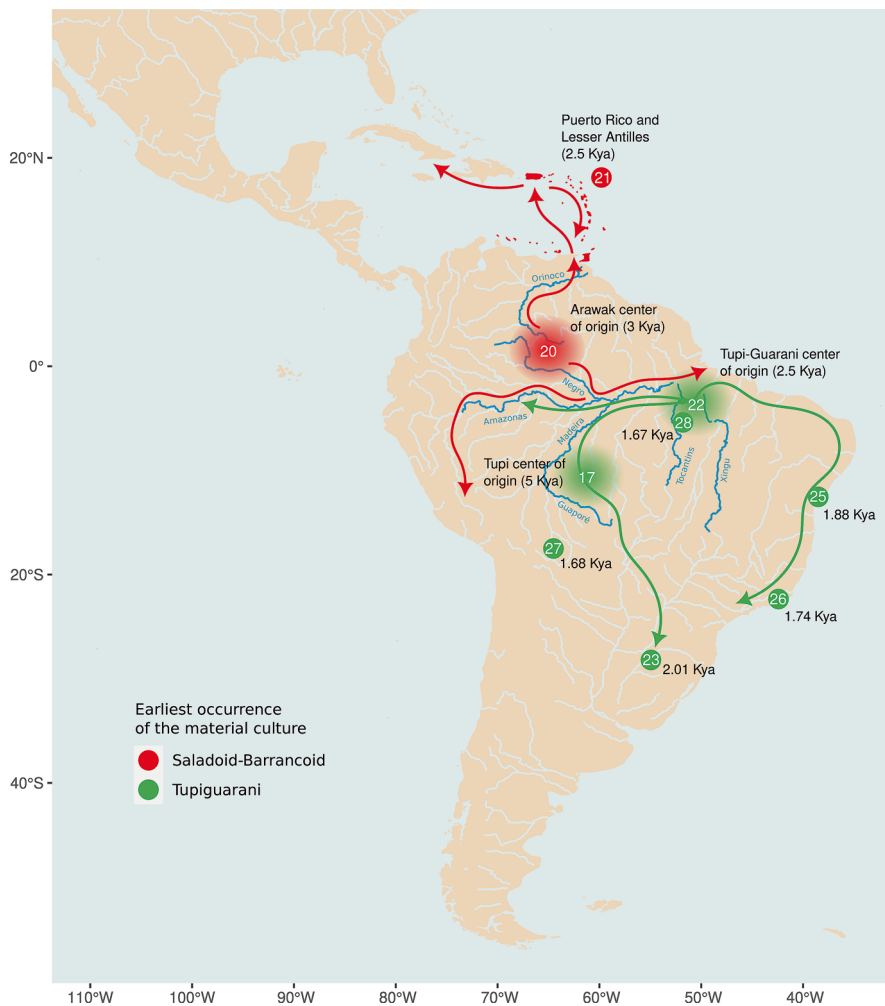 Puerto Rico and
Lesser Antilles
(2.5 Kya)
20°N
21
Orinoco
Arawak center
of origin (3 Kya)
20
Tupi-Guarani center
of origin (2.5 Kya)
0°
Negro
22
Amazonas
28
1.67 Kya
Madeira
Tupi center of
origin (5 Kya)
17
Tocantins
Xingu
25
1.88 Kya
Guaporé
27
1.68 Kya
20°S
26
1.74 Kya
23
2.01 Kya
Earliest occurrence
of the material culture
Saladoid-Barrancoid
Tupiguarani
40°S
110°W 100°W 90°W 80°W 70°W 60°W 50°W 40°W